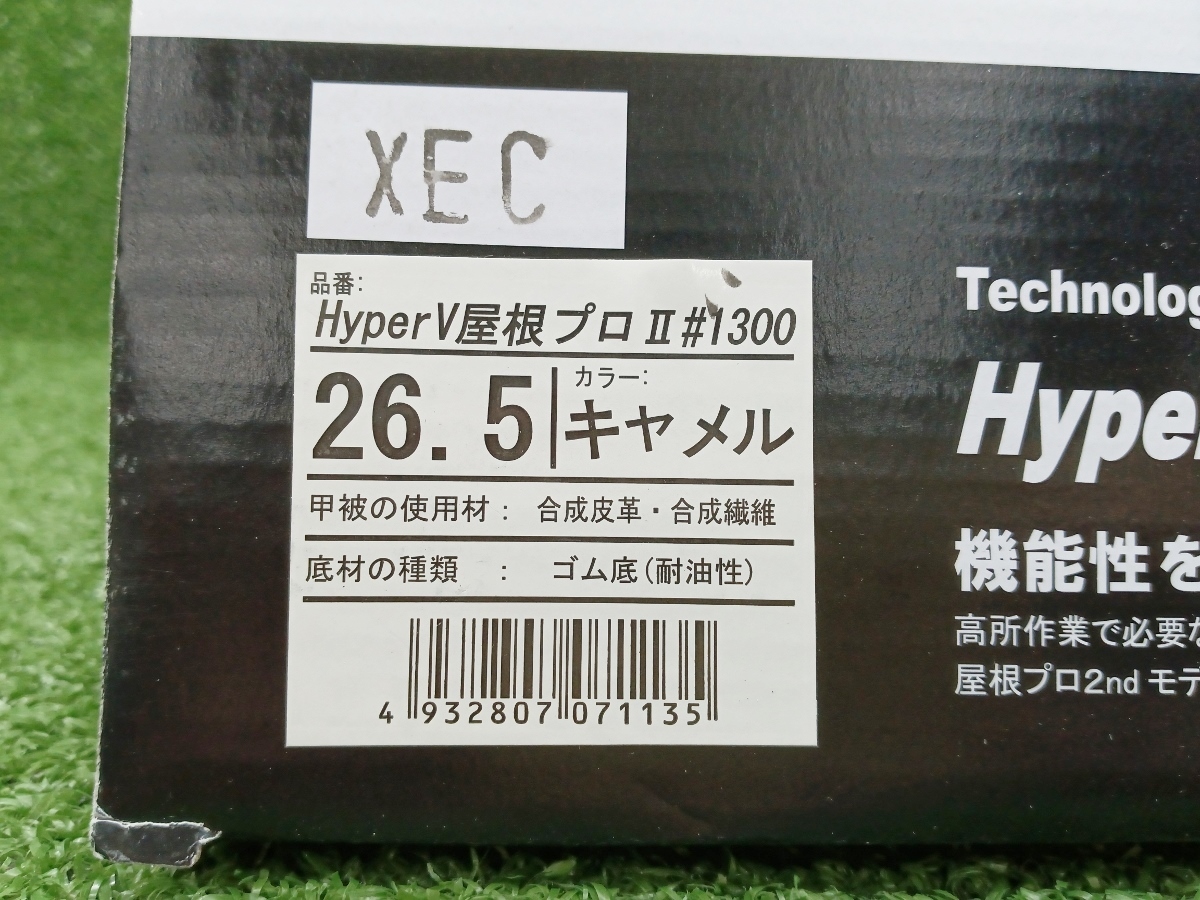 XEC
品番:
HyperV屋根プロⅡ#1300
26.5
カラー:
キャメル
甲被の使用材: 合成皮革・合成繊維
底材の種類 : ゴム底(耐油性)
4 932807 071135
Technolog
Hyper
機能性を
高所作業で必要な
屋根プロ2nd モデ